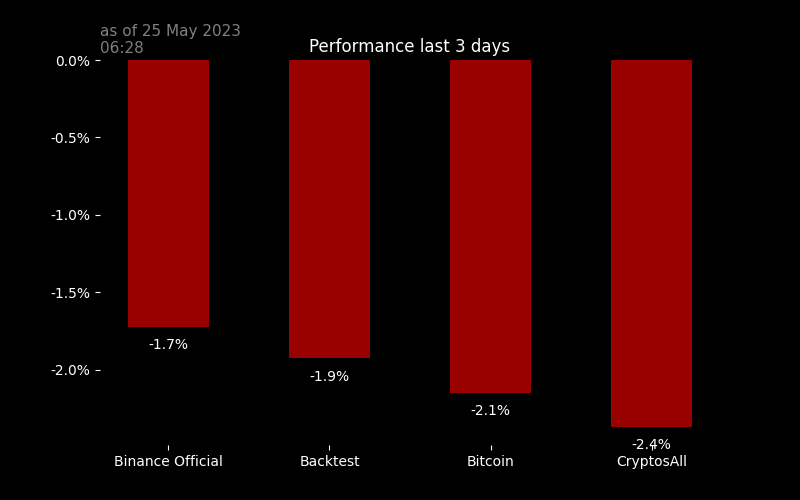 as of 25 May 2023
06:28
Performance last 3 days
0.0%
-0.5%
-1.0%
-1.5%
-2.0%
-1.7%
-1.9%
-2.1%
-2.4%
Binance Official
Backtest
Bitcoin
CryptosAll